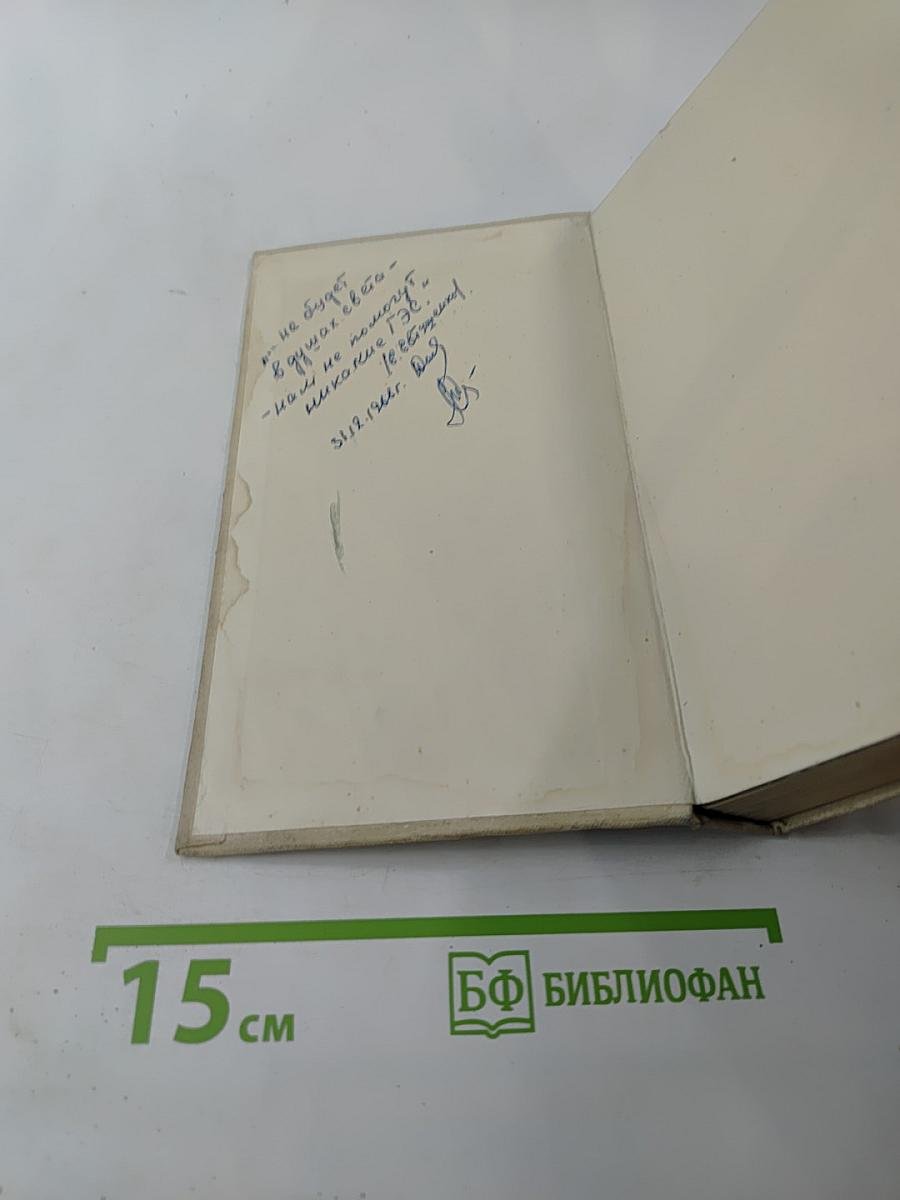 "... не будет
в душах света -
- нам не помогут
никакие ГЭС."
/Е.Евтушенко/.
31.12.1966г.
15 см
БФ БИБЛИОФАН